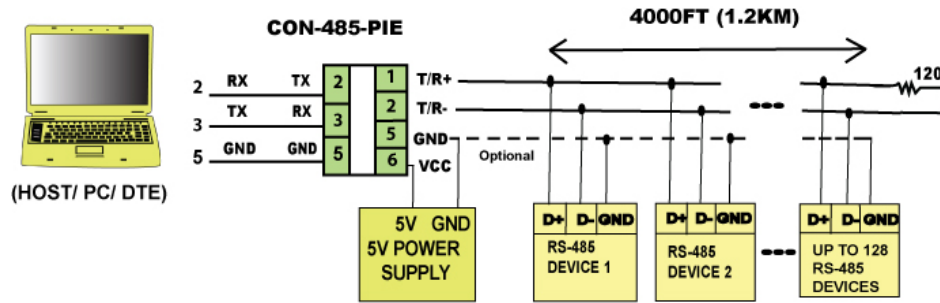 4000FT (1.2KM)
CON-485-PIE
2 RX TX 2 1 T/R+ 120
3 TX RX 3 2 T/R-
5 GND GND 5 5 GND Optional
6 VCC
(HOST/ PC/ DTE)
5V GND
5V POWER
SUPPLY
D+ D- GND
RS-485
DEVICE 1
D+ D- GND
RS-485
DEVICE 2
D+ D- GND
UP TO 128
RS-485
DEVICES